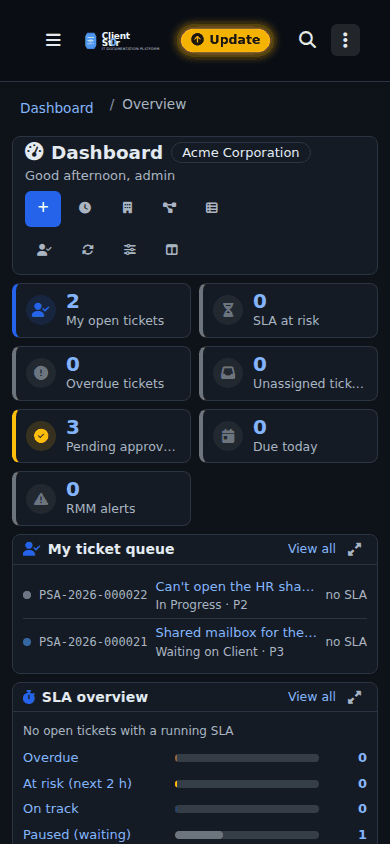 Client
IT DOCUMENTATION PLATFORM
Update
Dashboard / Overview
Dashboard Acme Corporation
Good afternoon, admin
2
My open tickets
0
SLA at risk
0
Overdue tickets
0
Unassigned tick...
3
Pending approv...
0
Due today
0
RMM alerts
My ticket queue View all
PSA-2026-000022 Can't open the HR sha... no SLA
In Progress · P2
PSA-2026-000021 Shared mailbox for the... no SLA
Waiting on Client · P3
SLA overview View all
No open tickets with a running SLA
Overdue 0
At risk (next 2 h) 0
On track 0
Paused (waiting) 1